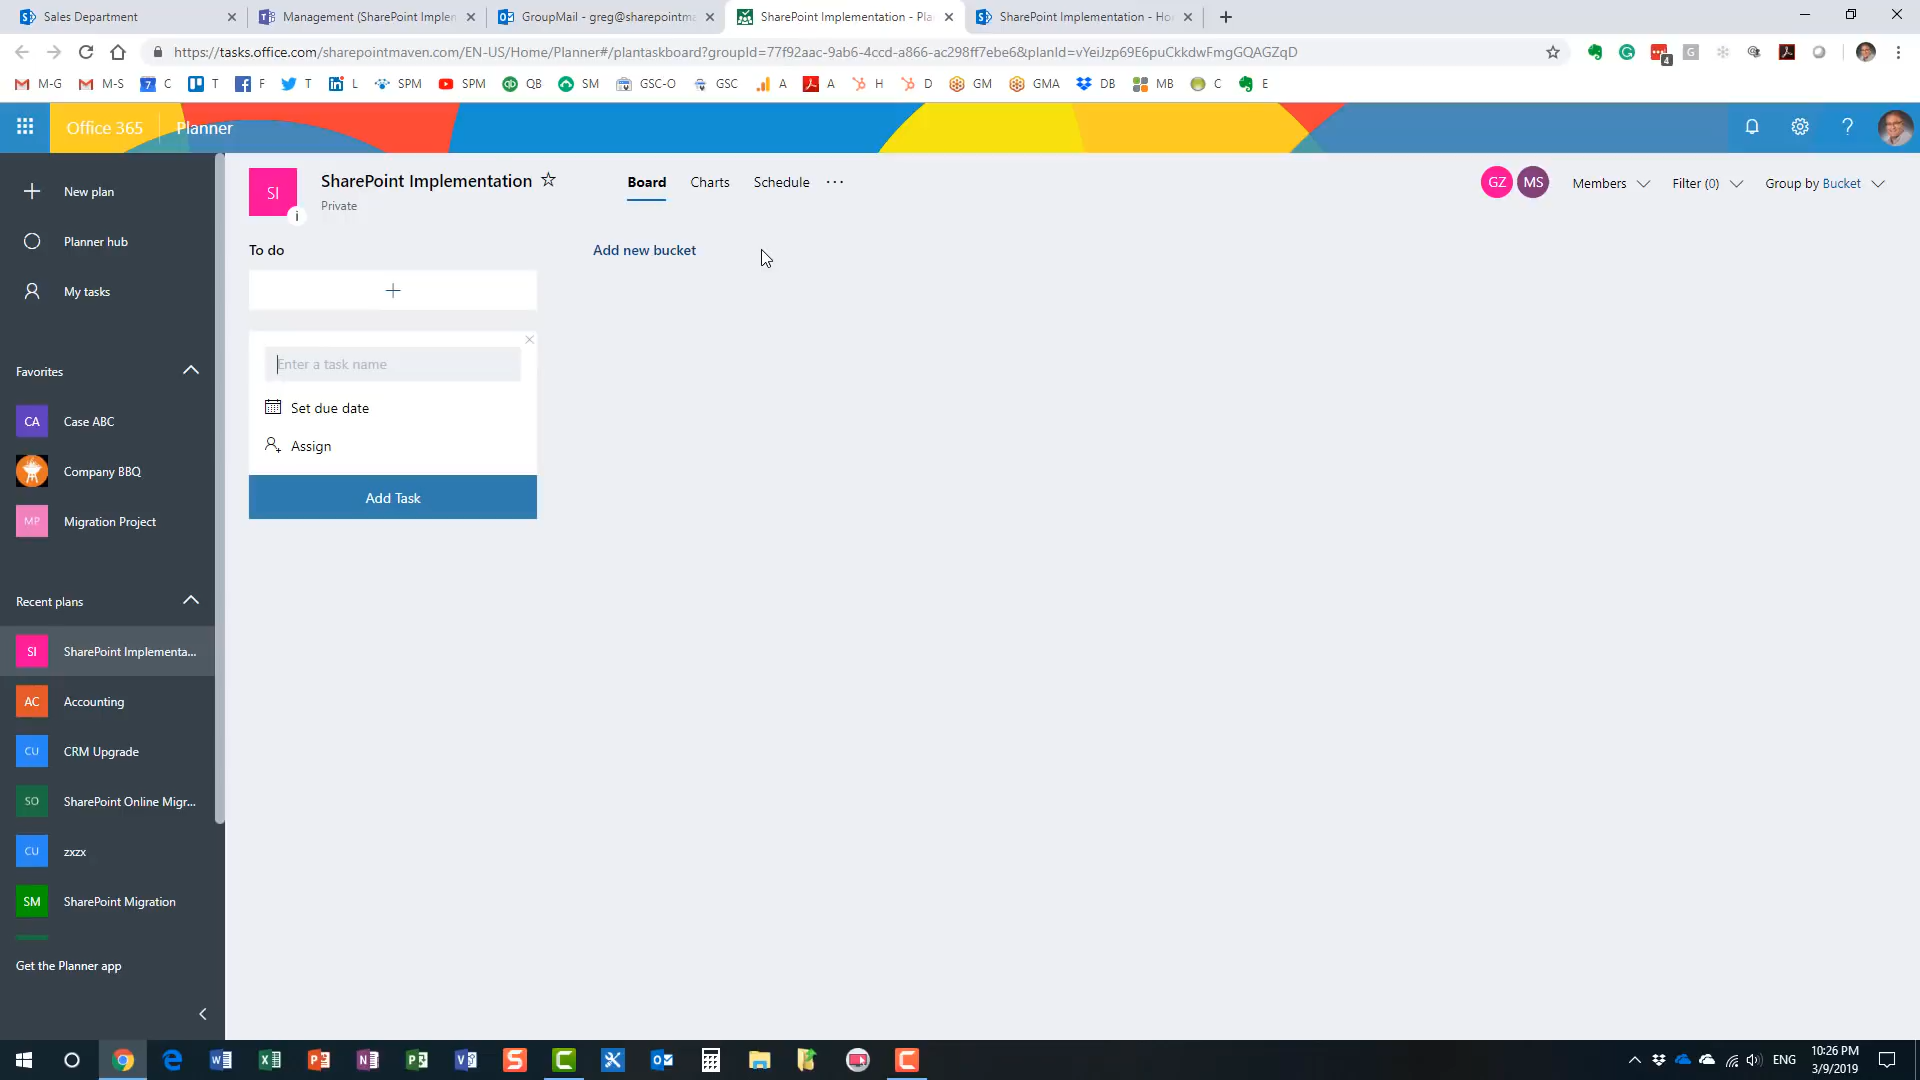 Sales Department
Management (SharePoint Implen
GroupMail - greg@sharepointma
SharePoint Implementation - Pla
SharePoint Implementation - Ho
https://tasks.office.com/sharepointmaven.com/EN-US/Home/Planner#/plantaskboard?groupId=77f92aac-9ab6-4ccd-a866-ac298ff7ebe6&planId=vYeiJzp69E6puCkkdwFmgGQAGZqD
4
G
M-G M-S 7 C T F T L SPM SPM QB SM GSC-O GSC A A H D GM GMA DB MB C E
Office 365
Planner
?
New plan
Planner hub
My tasks
Favorites
CA Case ABC
Company BBQ
MP Migration Project
Recent plans
SI SharePoint Implementa...
AC Accounting
CU CRM Upgrade
SO SharePoint Online Migr...
CU zxzx
SM SharePoint Migration
Get the Planner app
SI
i
SharePoint Implementation
Private
Board
Charts
Schedule
GZ
MS
Members
Filter (0)
Group by Bucket
To do
Add new bucket
Enter a task name
Set due date
Assign
Add Task
ENG
10:26 PM
3/9/2019